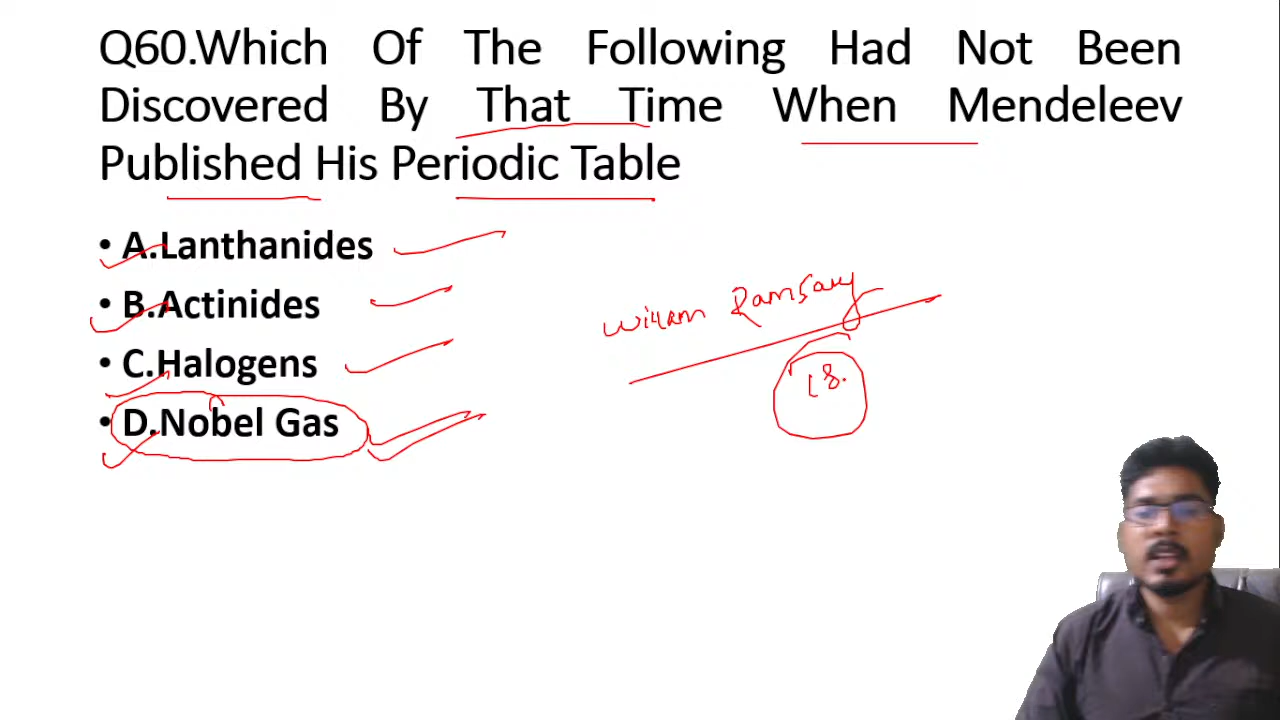 Q60.Which Of The Following Had Not Been
Discovered By That Time When Mendeleev
Published His Periodic Table
• A.Lanthanides
• B.Actinides
• C.Halogens
• D.Nobel Gas
William Ramsay
18.